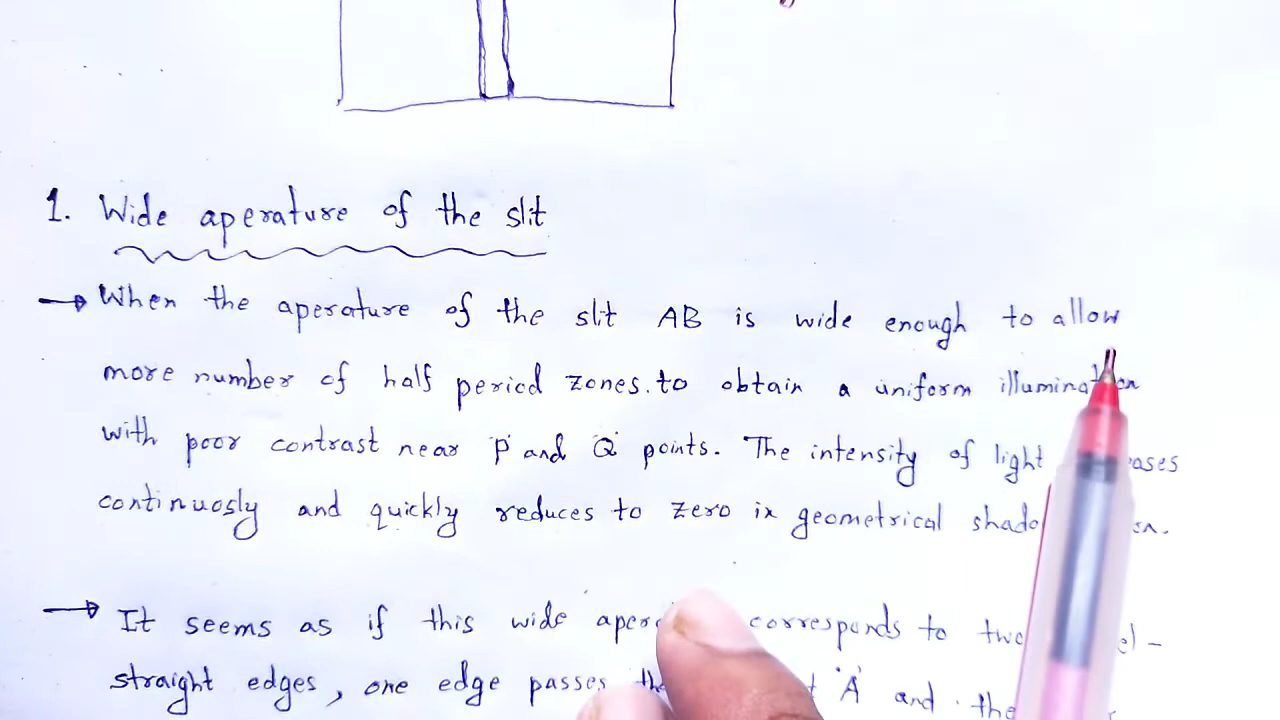 1. Wide aperature of the slit
When the aperature of the slit AB is wide enough to allow
more number of half period zones. to obtain a uniform illumination
with poor contrast near 'P' and 'Q' points. The intensity of light
continuosly and quickly reduces to zero in geometrical
It seems as if this wide corresponds to
straight edges, one edge passes 'A' and the